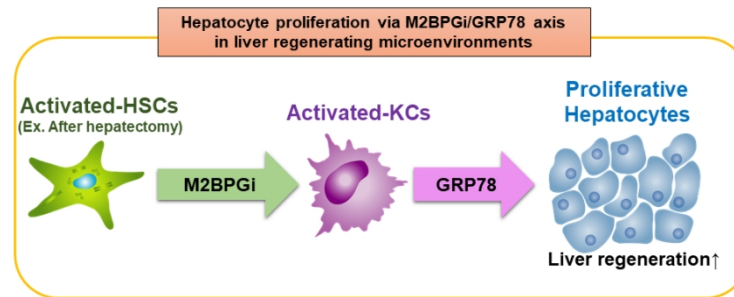 Hepatocyte proliferation via M2BPGi/GRP78 axis
in liver regenerating microenvironments
Activated-HSCs
(Ex. After hepatectomy)
M2BPGi
Activated-KCs
GRP78
Proliferative
Hepatocytes
Liver regeneration↑